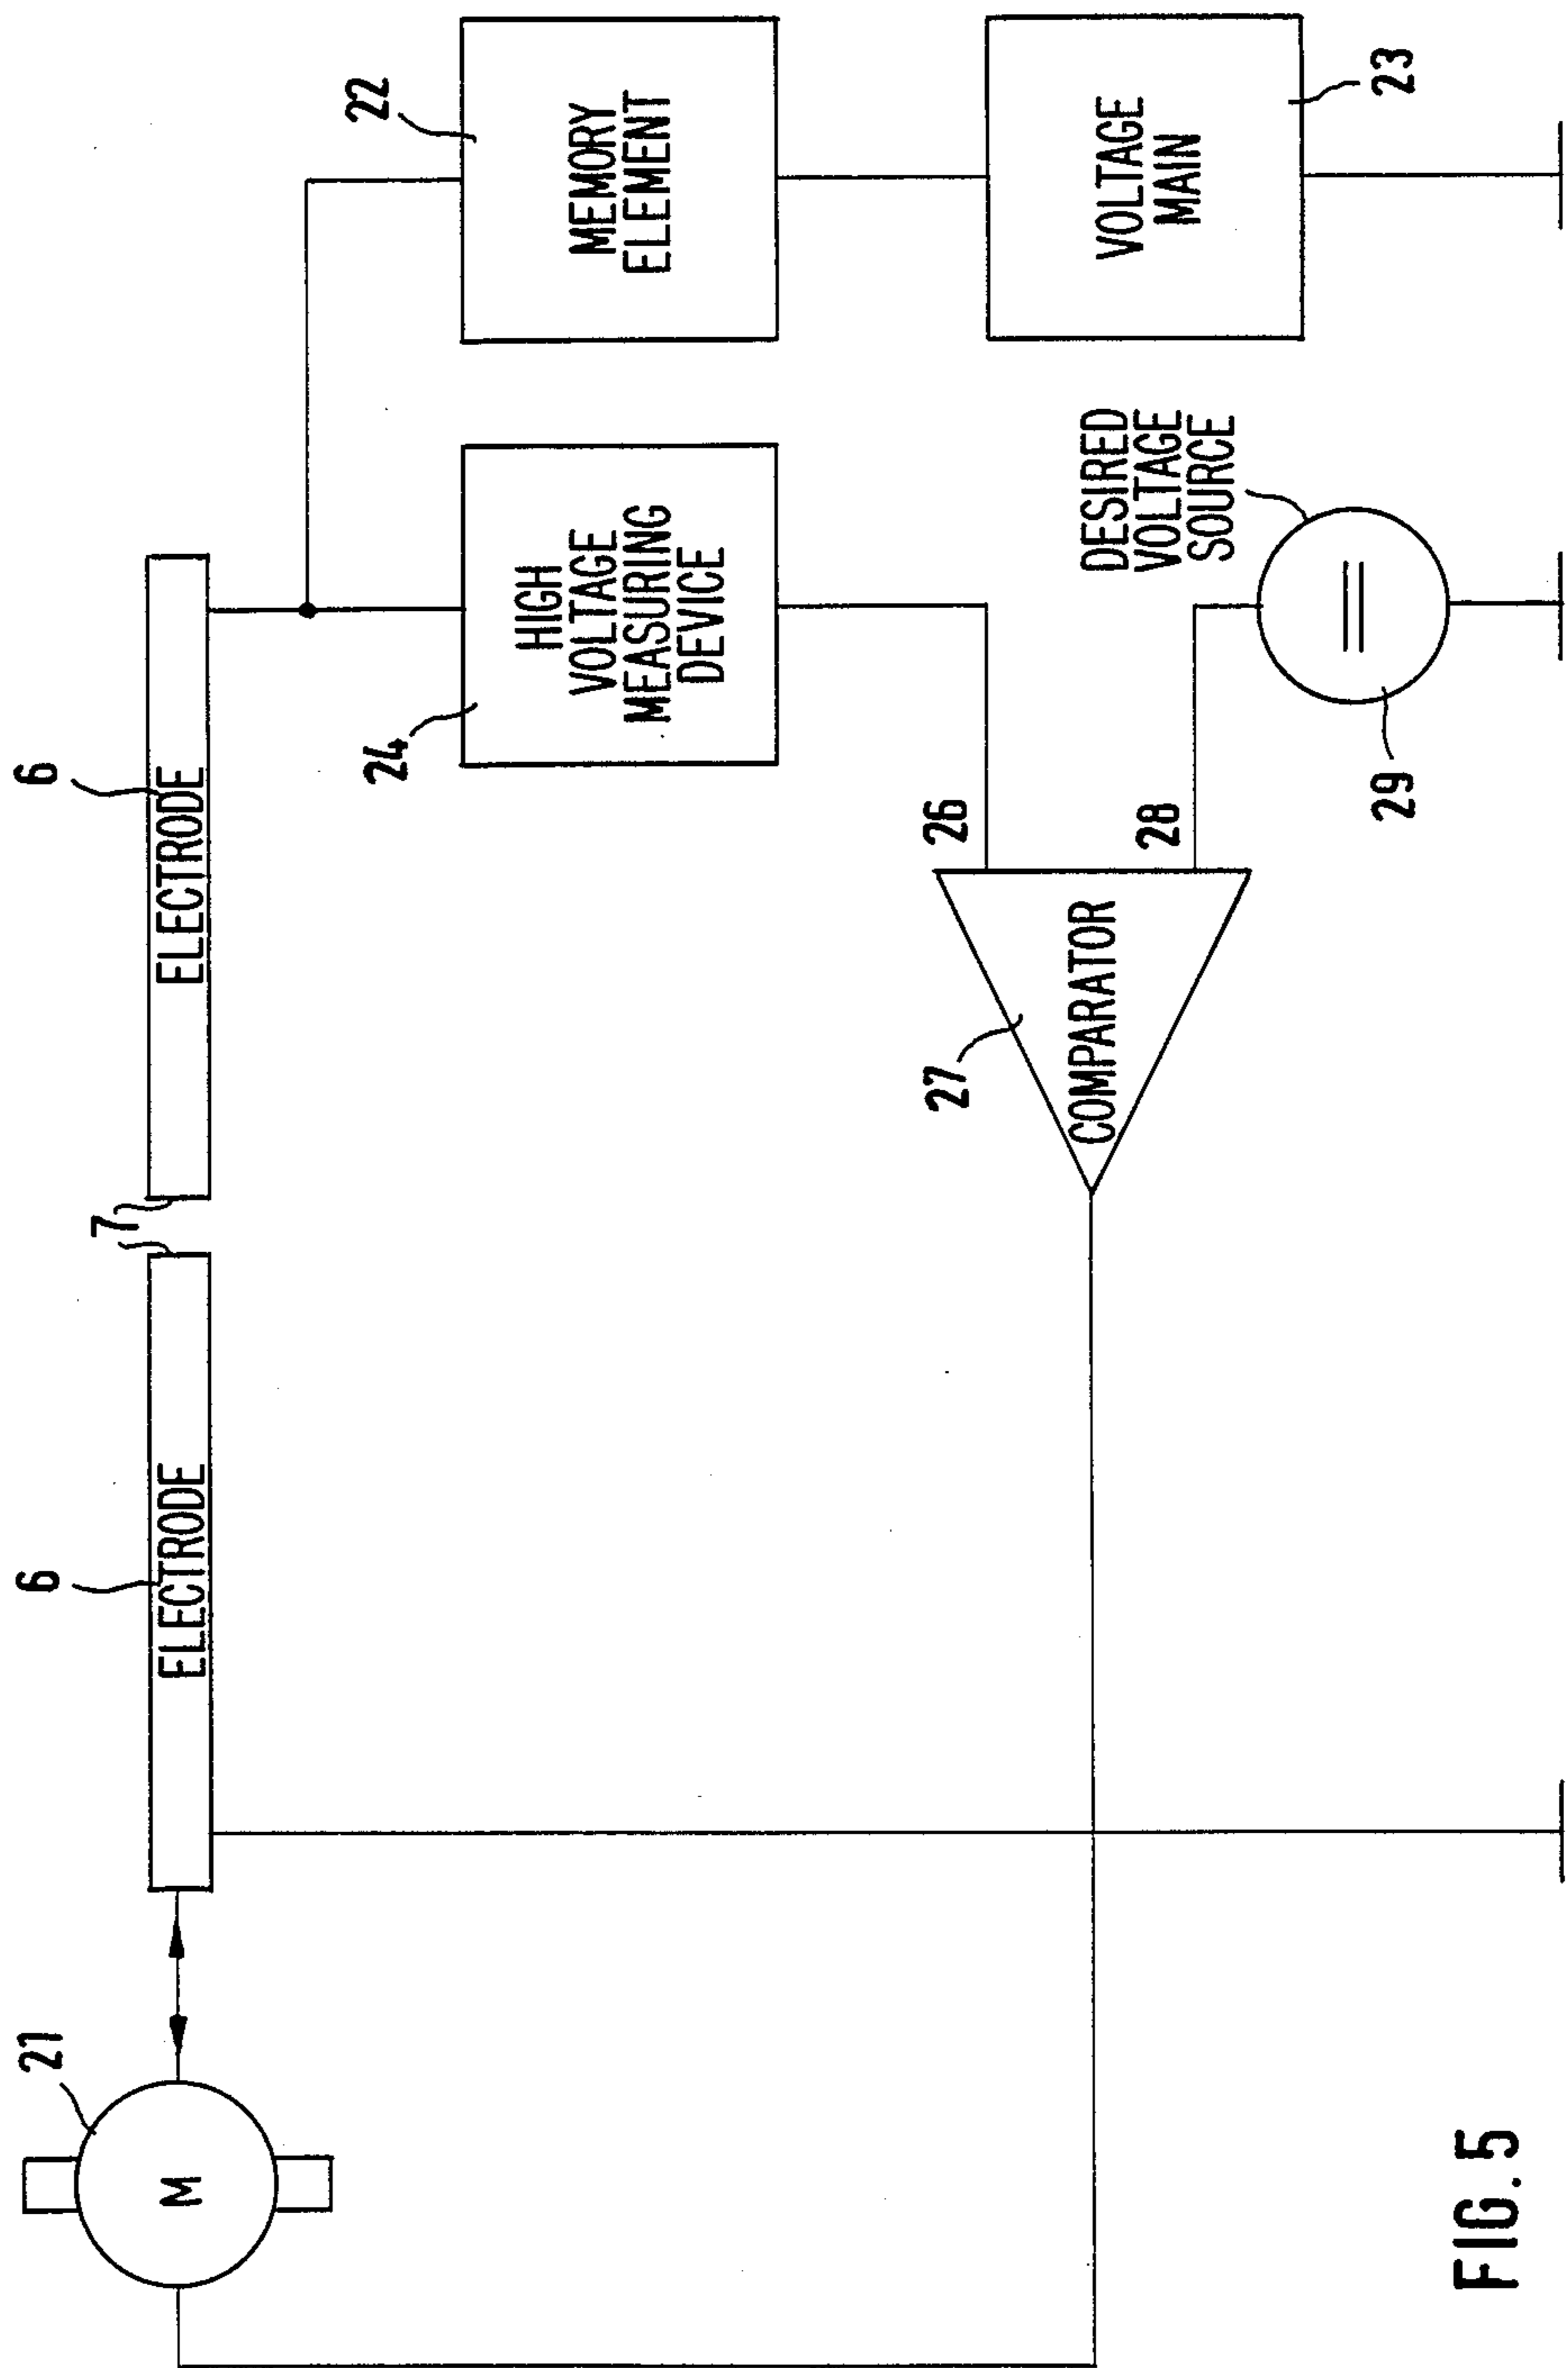 21
M
6
ELECTRODE
7
6
ELECTRODE
24
HIGH
VOLTAGE
MEASURING
DEVICE
22
MEMORY
ELEMENT
27
COMPARATOR
26
28
DESIRED
VOLTAGE
SOURCE
29
VOLTAGE
MAIN
23
FIG. 5